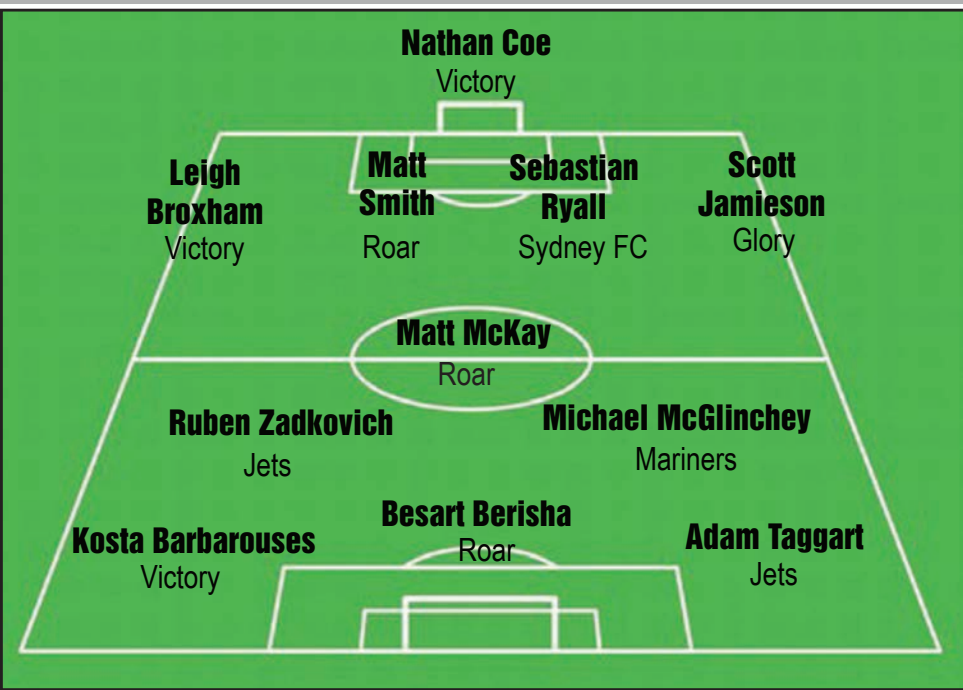 Nathan Coe
Victory
Leigh
Broxham
Victory
Matt
Smith
Roar
Sebastian
Ryall
Sydney FC
Scott
Jamieson
Glory
Matt McKay
Roar
Ruben Zadkovich
Jets
Michael McGlinchey
Mariners
Kosta Barbarouses
Victory
Besart Berisha
Roar
Adam Taggart
Jets